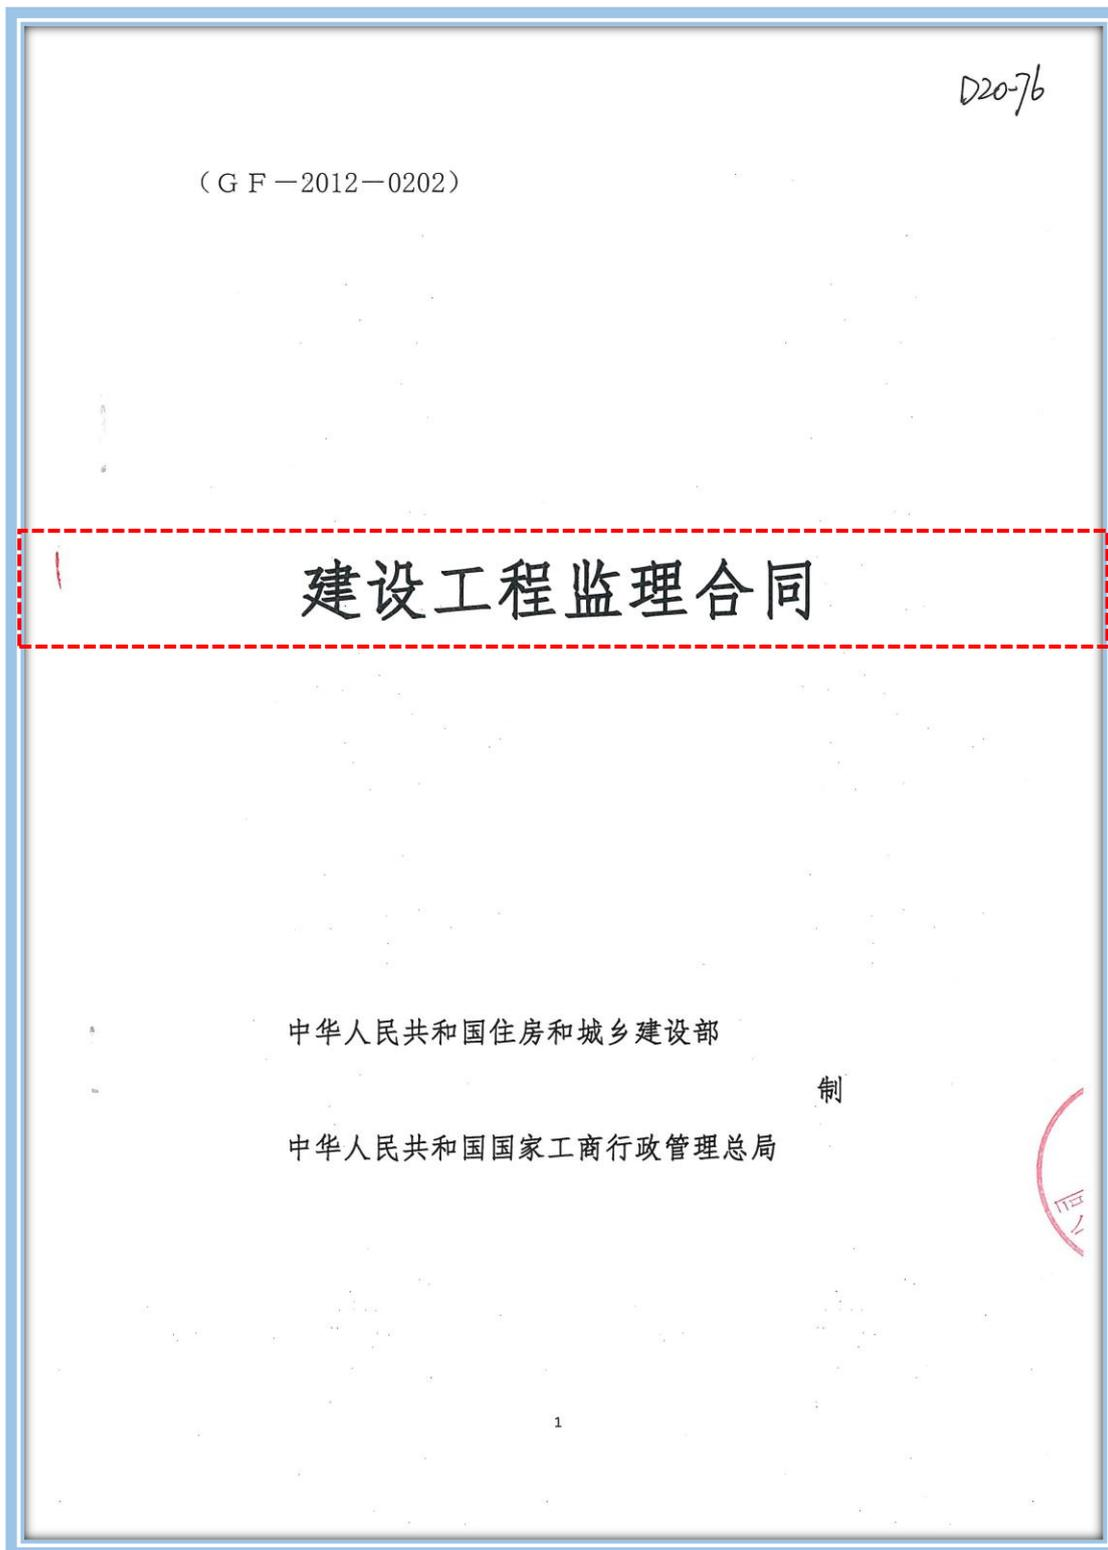 D20-76
（GF－2012－0202）
建设工程监理合同
中华人民共和国住房和城乡建设部
制
中华人民共和国国家工商行政管理总局
1